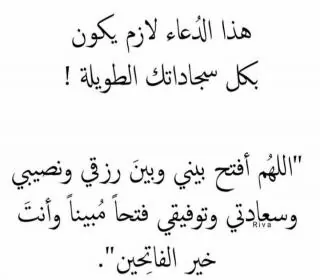 هذا الدُعاء لازم يكون
بكل سجاداتك الطويلة !
"اللهُم أفتح بيني وبينَ رزقي ونصيبي
وسعادتي وتوفيقي فتحاً مُبيناً وأنتَ
Riva
خير الفاتِحين".